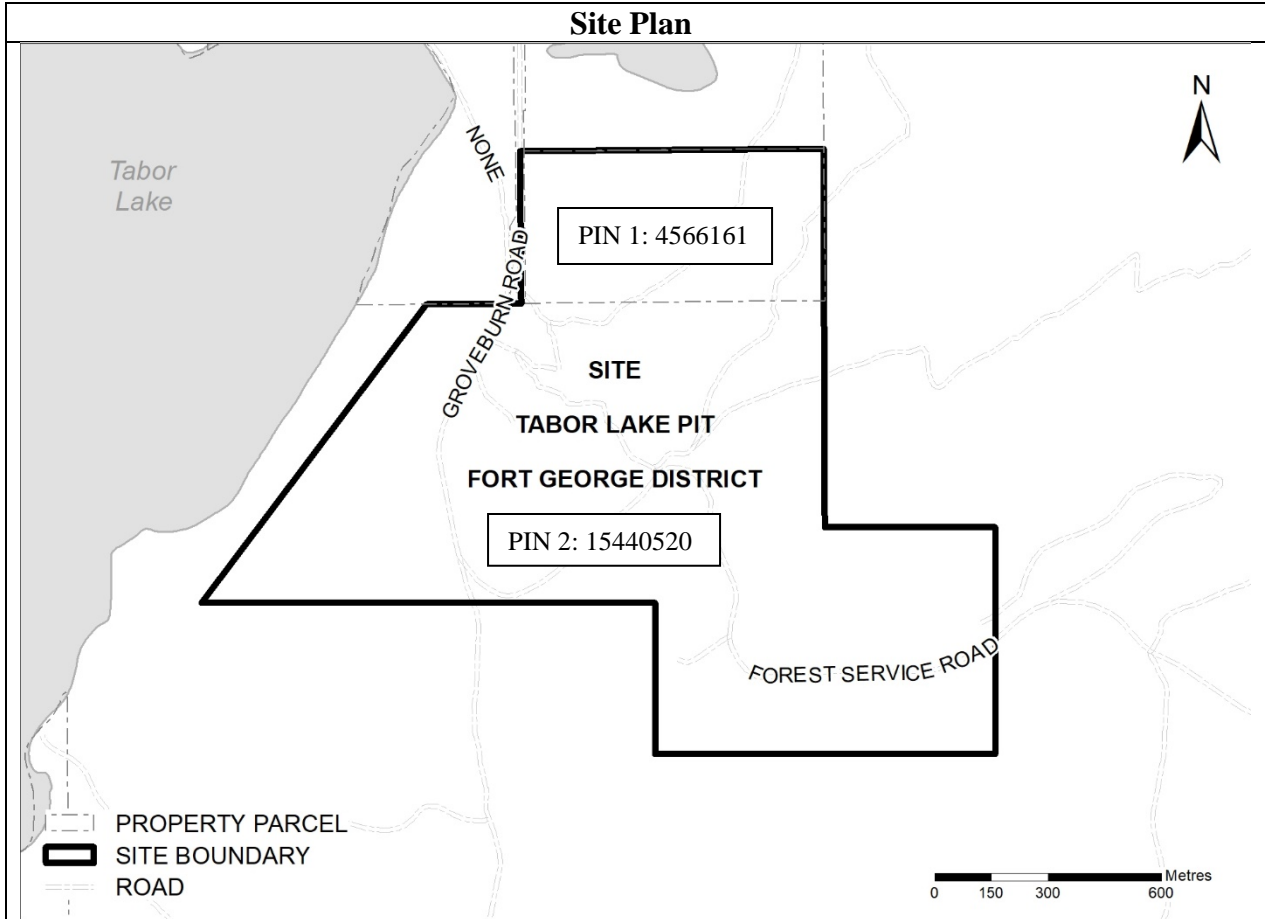 Site Plan
N
Tabor
Lake
NONE
PIN 1: 4566161
GROVEBURN ROAD
SITE
TABOR LAKE PIT
FORT GEORGE DISTRICT
PIN 2: 15440520
FOREST SERVICE ROAD
PROPERTY PARCEL
SITE BOUNDARY
ROAD
Metres
0 150 300 600